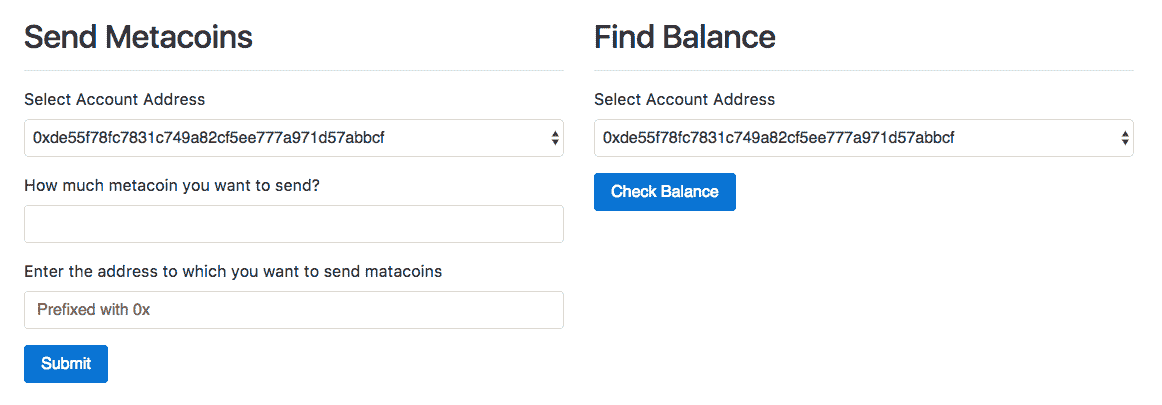 Send Metacoins
Select Account Address
0xde55f78fc7831c749a82cf5ee777a971d57abbcf
How much metacoin you want to send?
Enter the address to which you want to send matacoins
Prefixed with 0x
Submit
Find Balance
Select Account Address
0xde55f78fc7831c749a82cf5ee777a971d57abbcf
Check Balance